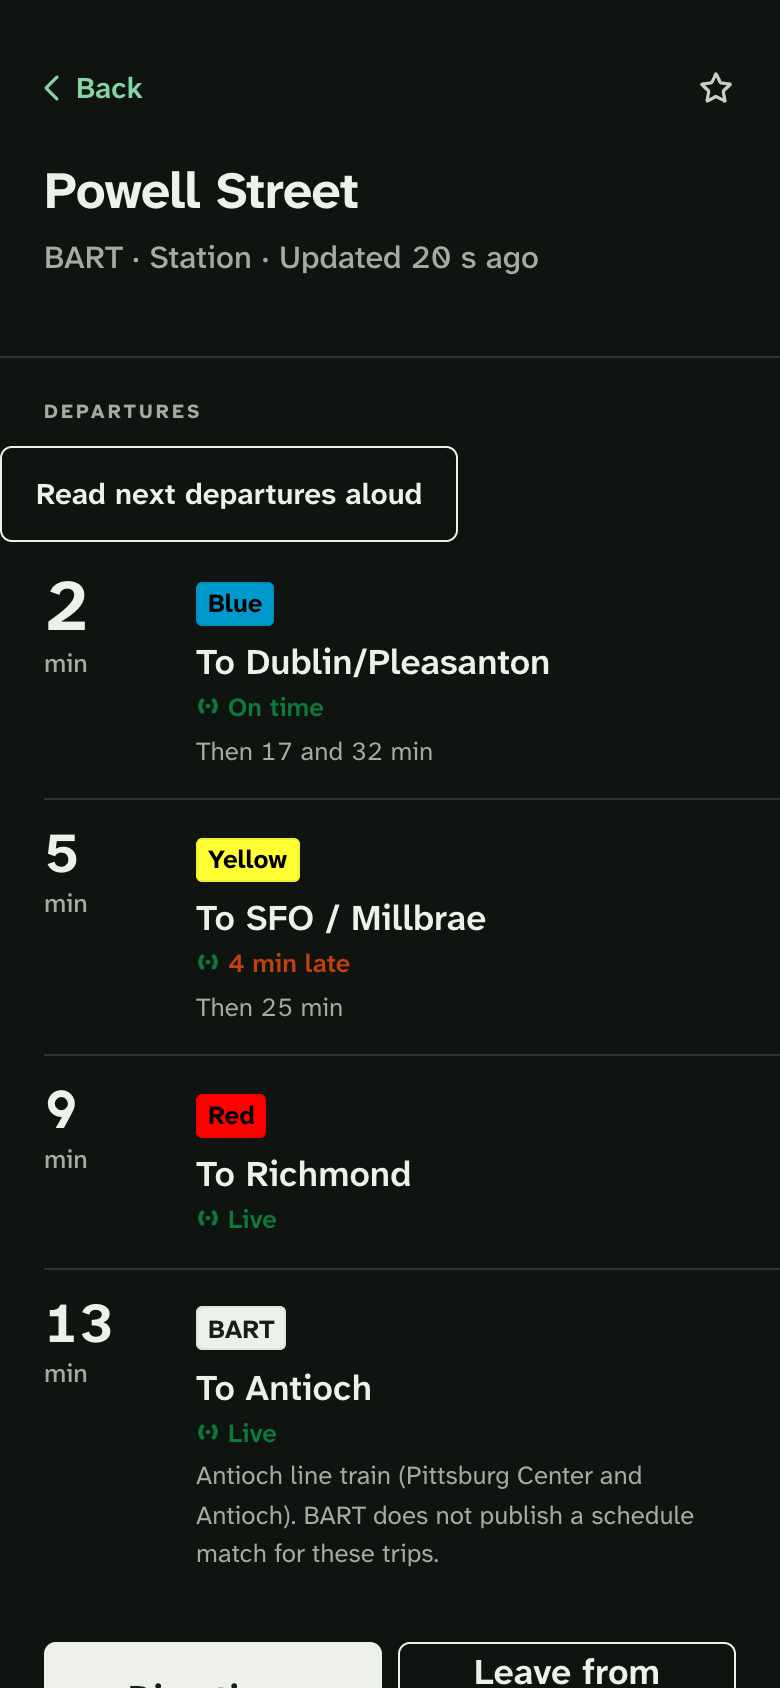 Back
Powell Street
BART · Station · Updated 20 s ago
DEPARTURES
Read next departures aloud
2
min
Blue
To Dublin/Pleasanton
On time
Then 17 and 32 min
5
min
Yellow
To SFO / Millbrae
4 min late
Then 25 min
9
min
Red
To Richmond
Live
13
min
BART
To Antioch
Live
Antioch line train (Pittsburg Center and
Antioch). BART does not publish a schedule
match for these trips.
Leave from